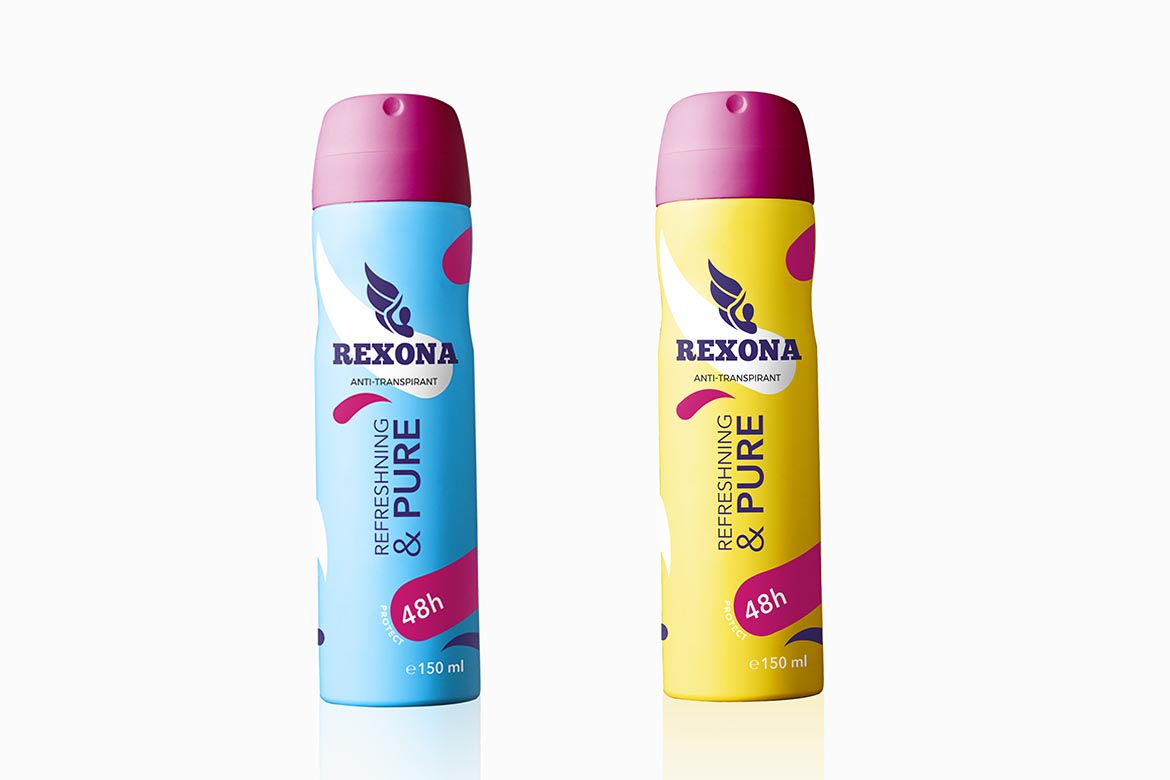 REXONA
ANTI-TRANSPIRANT
REFRESHNING
& PURE
48h
PROTECT
℮150 ml
REXONA
ANTI-TRANSPIRANT
REFRESHNING
& PURE
48h
PROTECT
℮150 ml